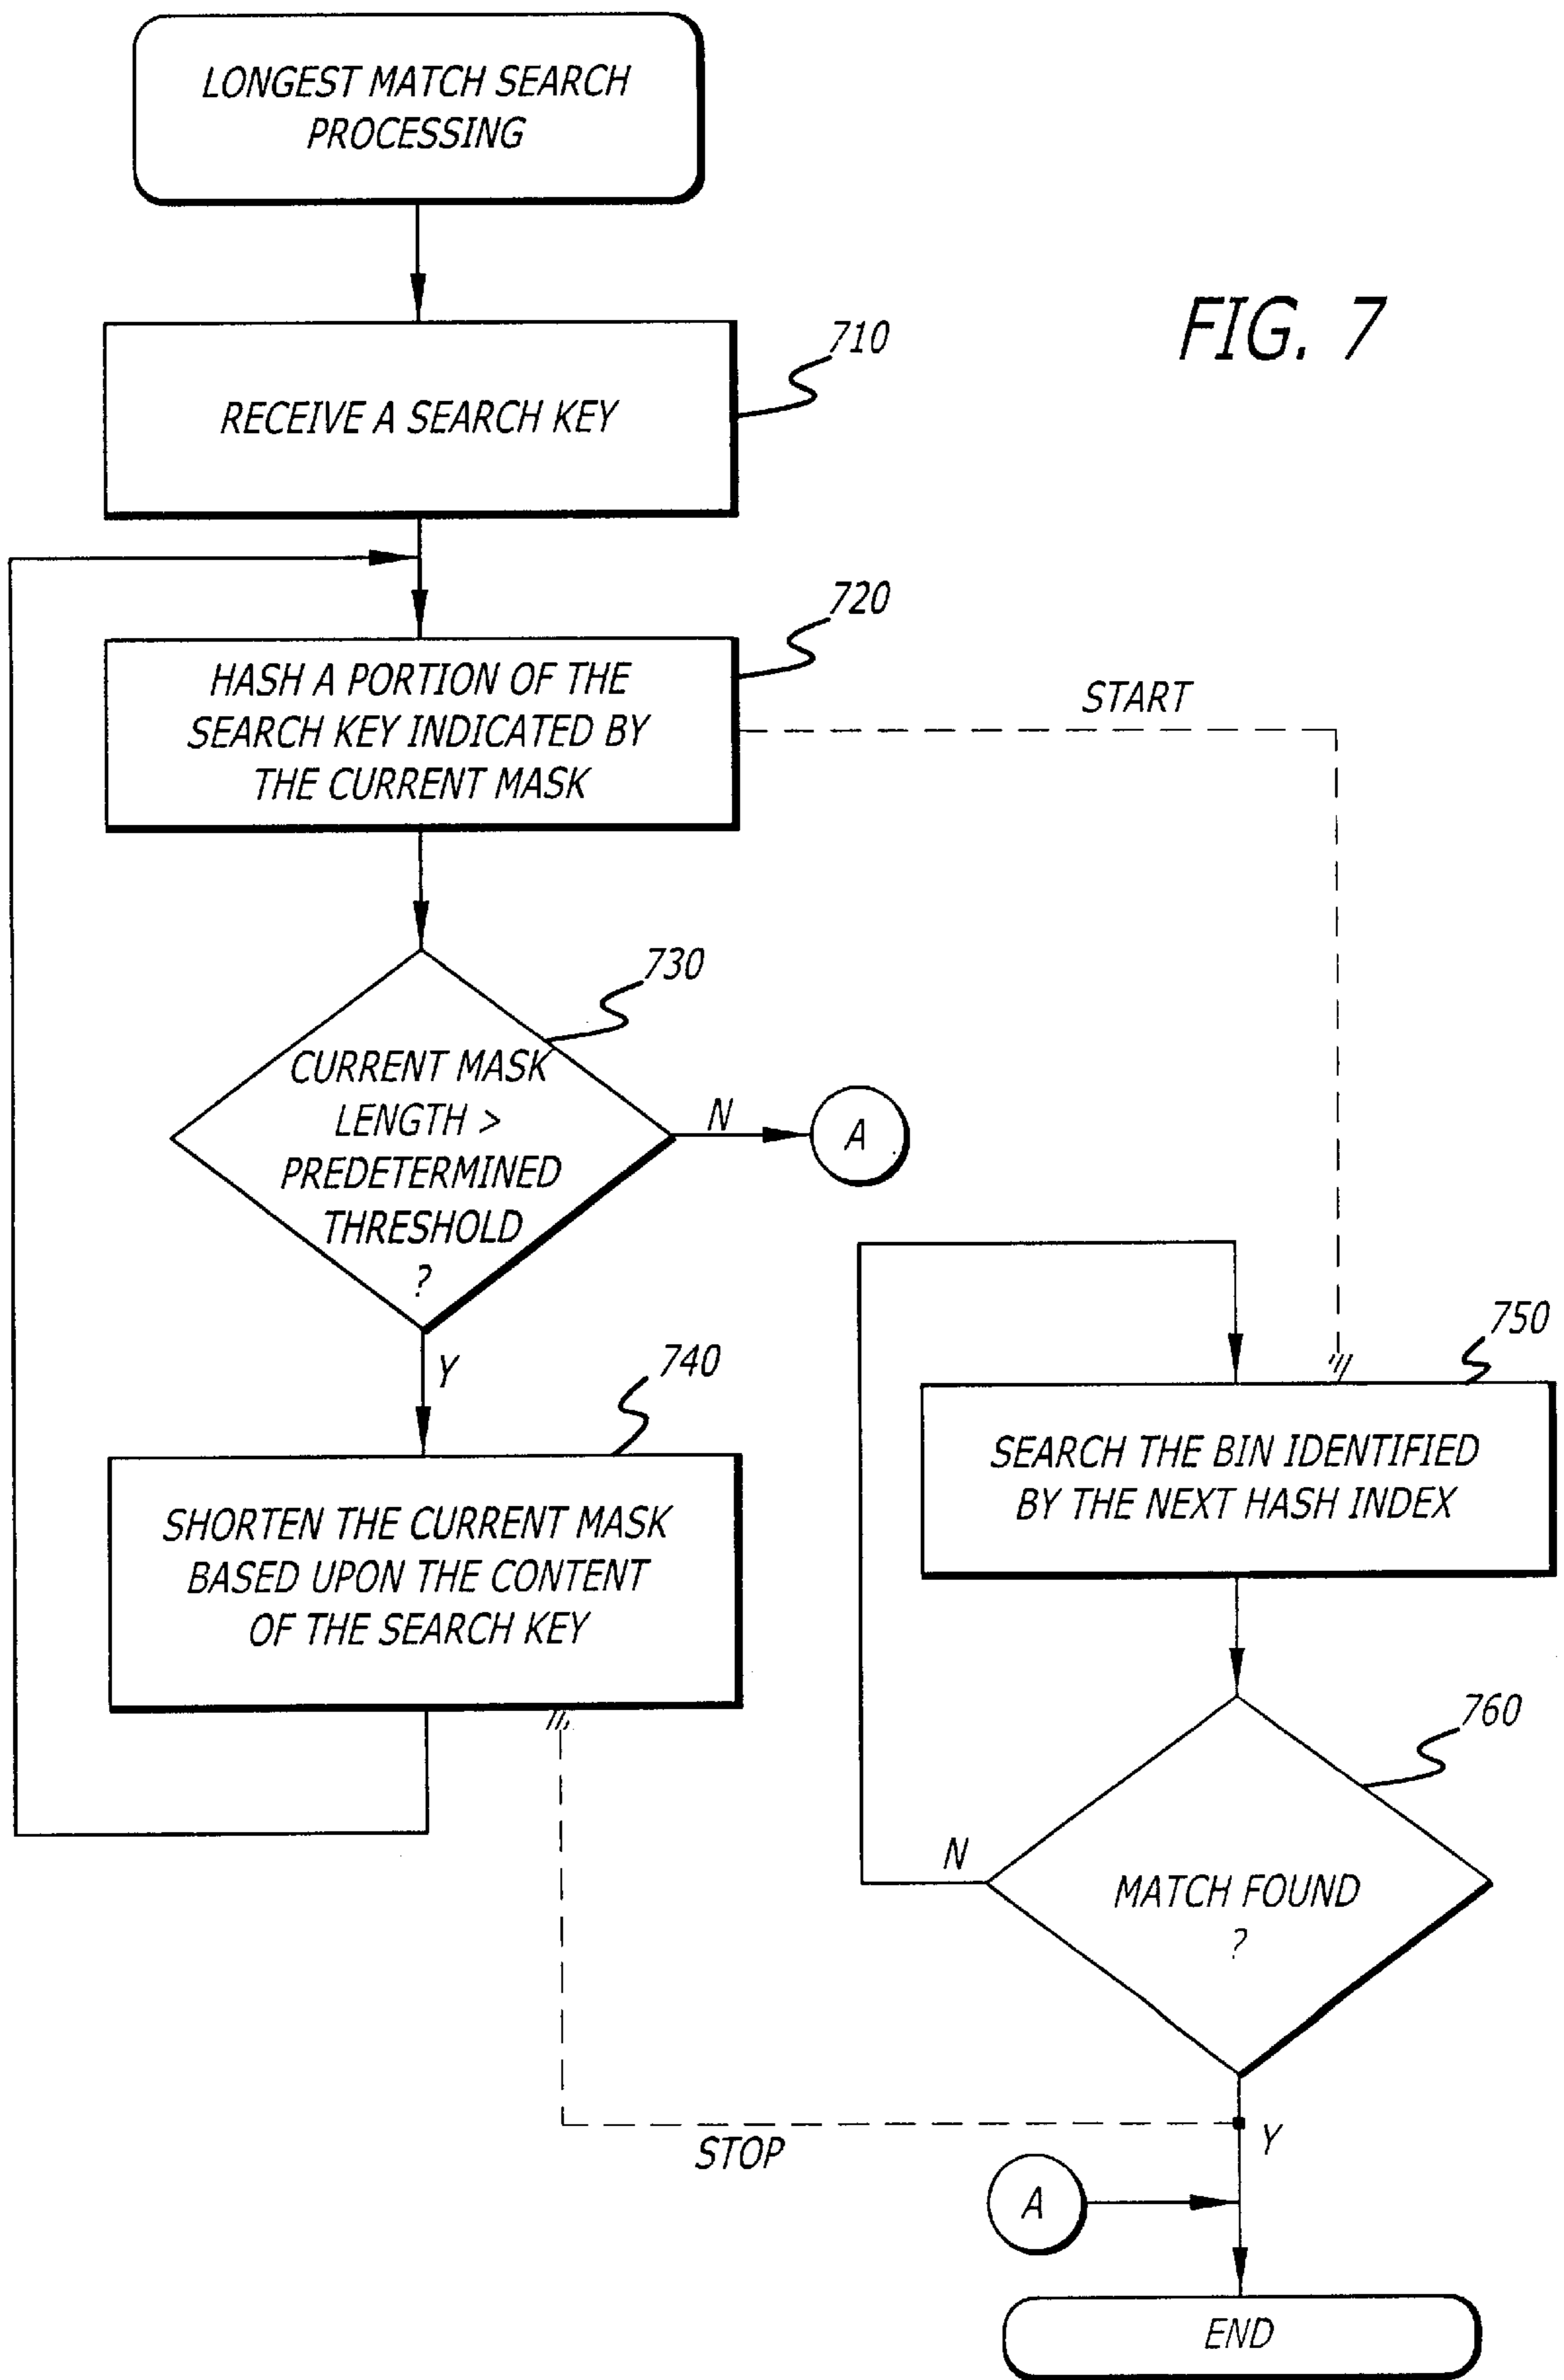 LONGEST MATCH SEARCH
PROCESSING
FIG. 7
710
RECEIVE A SEARCH KEY
720
HASH A PORTION OF THE
SEARCH KEY INDICATED BY
THE CURRENT MASK
START
730
CURRENT MASK
LENGTH >
PREDETERMINED
THRESHOLD
?
N
A
Y
740
SHORTEN THE CURRENT MASK
BASED UPON THE CONTENT
OF THE SEARCH KEY
750
SEARCH THE BIN IDENTIFIED
BY THE NEXT HASH INDEX
760
N
MATCH FOUND
?
STOP
Y
A
END